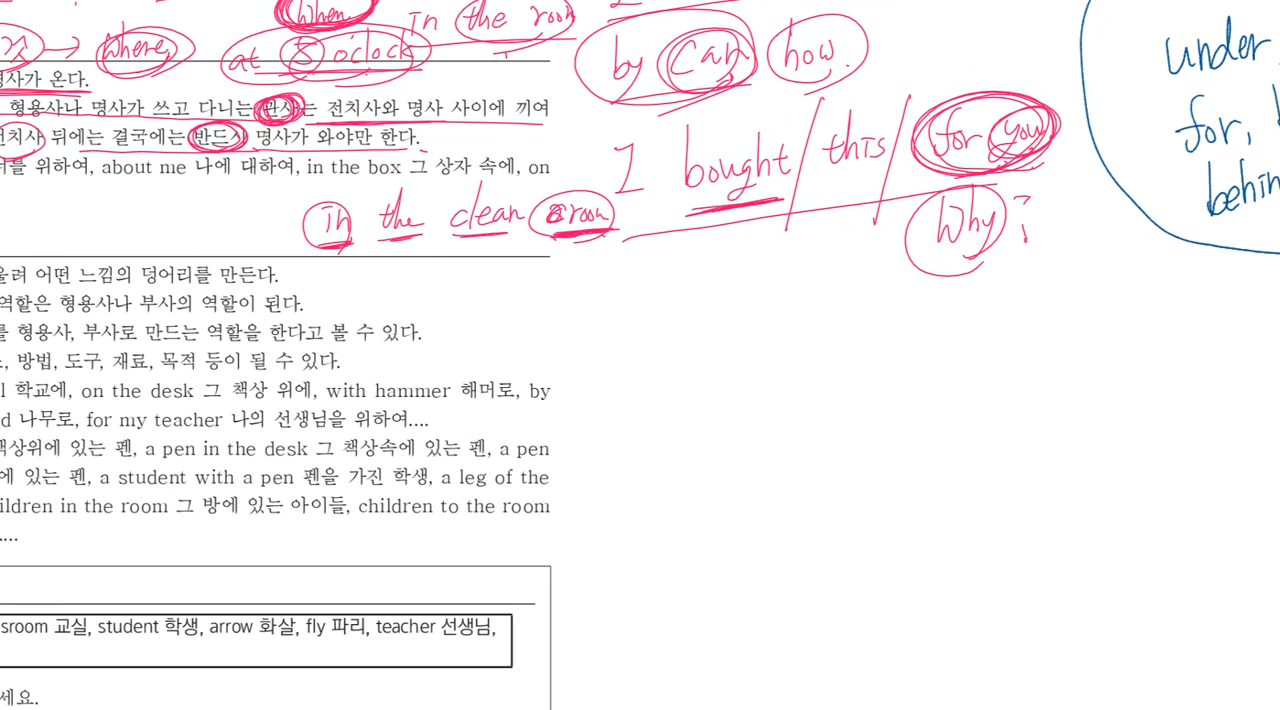 When in the room
→ Where, at 8 o'clock
by car how.
under
명사가 온다.
형용사나 명사가 쓰고 다니는 관사는 전치사와 명사 사이에 끼여
전치사 뒤에는 결국에는 반드시 명사가 와야만 한다.
를 위하여, about me 나에 대하여, in the box 그 상자 속에, on
I bought / this / for you
for,
behin
in the clean room
Why?
울려 어떤 느낌의 덩어리를 만든다.
역할은 형용사나 부사의 역할이 된다.
를 형용사, 부사로 만드는 역할을 한다고 볼 수 있다.
, 방법, 도구, 재료, 목적 등이 될 수 있다.
l 학교에, on the desk 그 책상 위에, with hammer 해머로, by
d 나무로, for my teacher 나의 선생님을 위하여....
책상위에 있는 펜, a pen in the desk 그 책상속에 있는 펜, a pen
에 있는 펜, a student with a pen 펜을 가진 학생, a leg of the
ildren in the room 그 방에 있는 아이들, children to the room
....
sroom 교실, student 학생, arrow 화살, fly 파리, teacher 선생님,
세요.